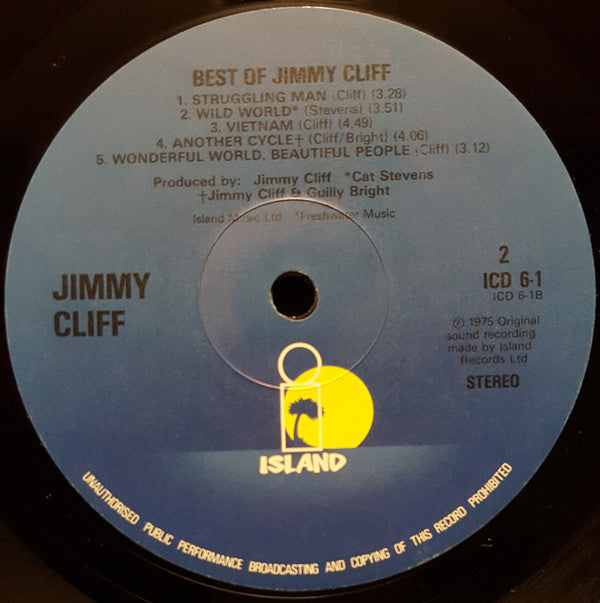 BEST OF JIMMY CLIFF
1. STRUGGLING MAN (Cliff) (3.28)
2. WILD WORLD* (Stevens) (3.51)
3. VIETNAM (Cliff) (4.49)
4. ANOTHER CYCLE† (Cliff/Bright) (4.06)
5. WONDERFUL WORLD, BEAUTIFUL PEOPLE (Cliff) (3.12)
Produced by: Jimmy Cliff *Cat Stevens
†Jimmy Cliff & Guilly Bright
Island Music Ltd *Freshwater Music
JIMMY
CLIFF
2
ICD 6-1
ICD 6-1B
℗ 1975 Original
sound recording
made by Island
Records Ltd
STEREO
ISLAND
UNAUTHORISED PUBLIC PERFORMANCE BROADCASTING AND COPYING OF THIS RECORD PROHIBITED